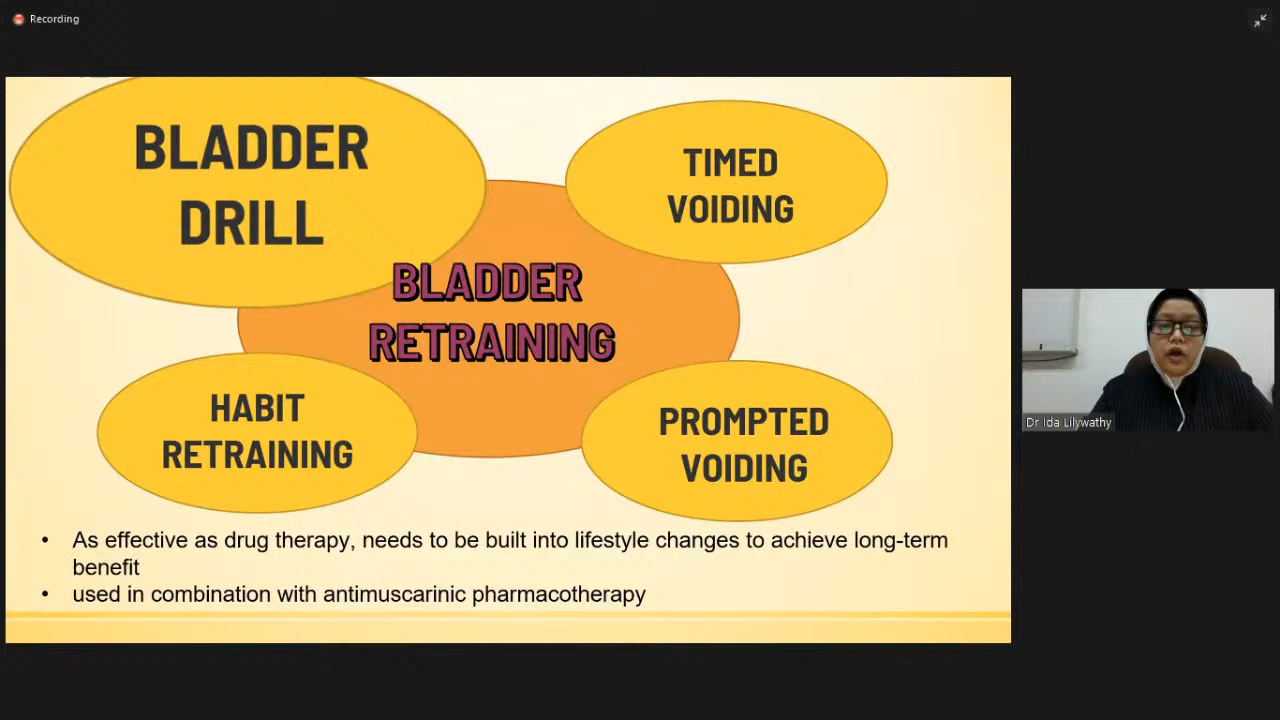 Recording
BLADDER
DRILL
TIMED
VOIDING
BLADDER
RETRAINING
HABIT
RETRAINING
PROMPTED
VOIDING
• As effective as drug therapy, needs to be built into lifestyle changes to achieve long-term
benefit
• used in combination with antimuscarinic pharmacotherapy
Dr Ida Lilywathy